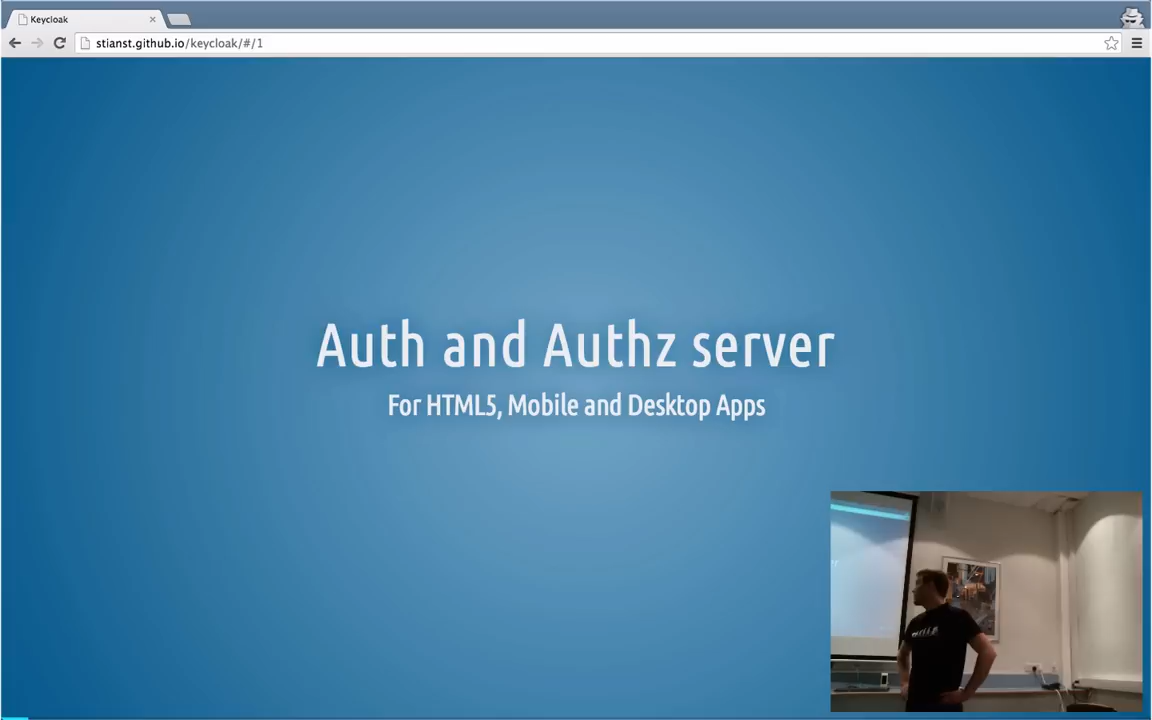 Keycloak
stianst.github.io/keycloak/#/1
Auth and Authz server
For HTML5, Mobile and Desktop Apps